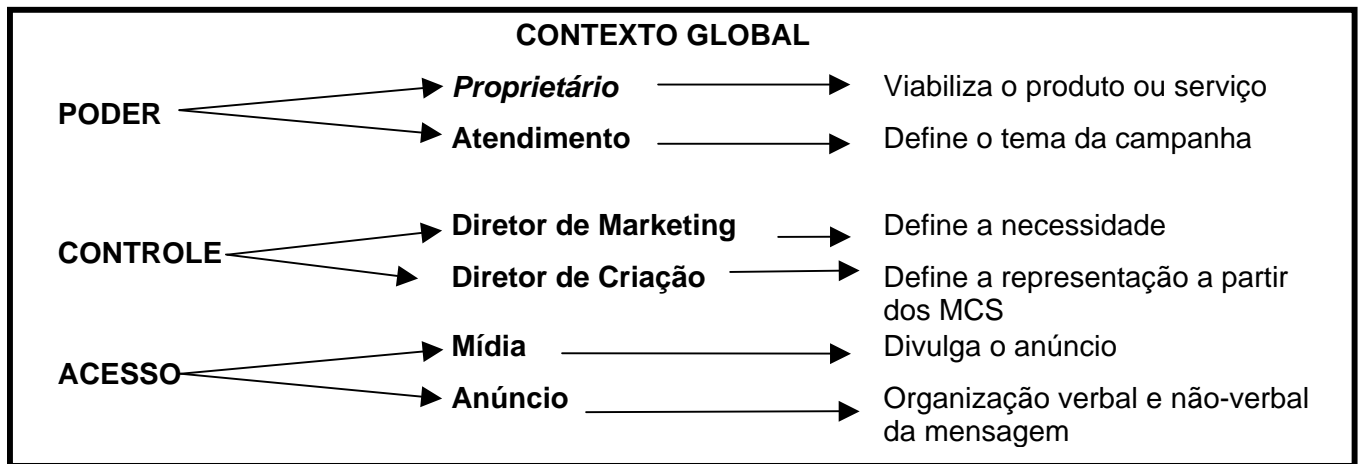 CONTEXTO GLOBAL
Proprietário Viabiliza o produto ou serviço
PODER
Atendimento Define o tema da campanha
Diretor de Marketing Define a necessidade
CONTROLE
Diretor de Criação Define a representação a partir
dos MCS
Mídia Divulga o anúncio
ACESSO
Anúncio Organização verbal e não-verbal
da mensagem